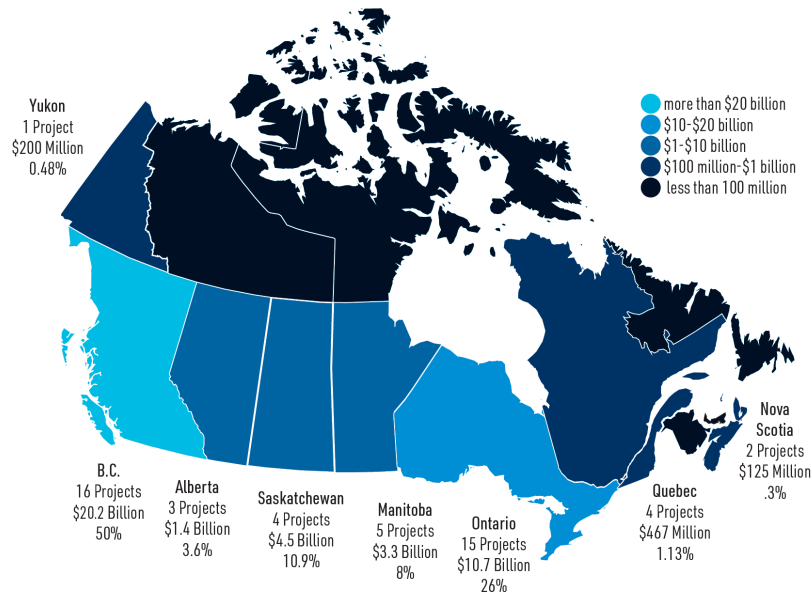 Yukon
1 Project
$200 Million
0.48%
more than $20 billion
$10-$20 billion
$1-$10 billion
$100 million-$1 billion
less than 100 million
B.C.
16 Projects
$20.2 Billion
50%
Alberta
3 Projects
$1.4 Billion
3.6%
Saskatchewan
4 Projects
$4.5 Billion
10.9%
Manitoba
5 Projects
$3.3 Billion
8%
Ontario
15 Projects
$10.7 Billion
26%
Quebec
4 Projects
$467 Million
1.13%
Nova
Scotia
2 Projects
$125 Million
.3%